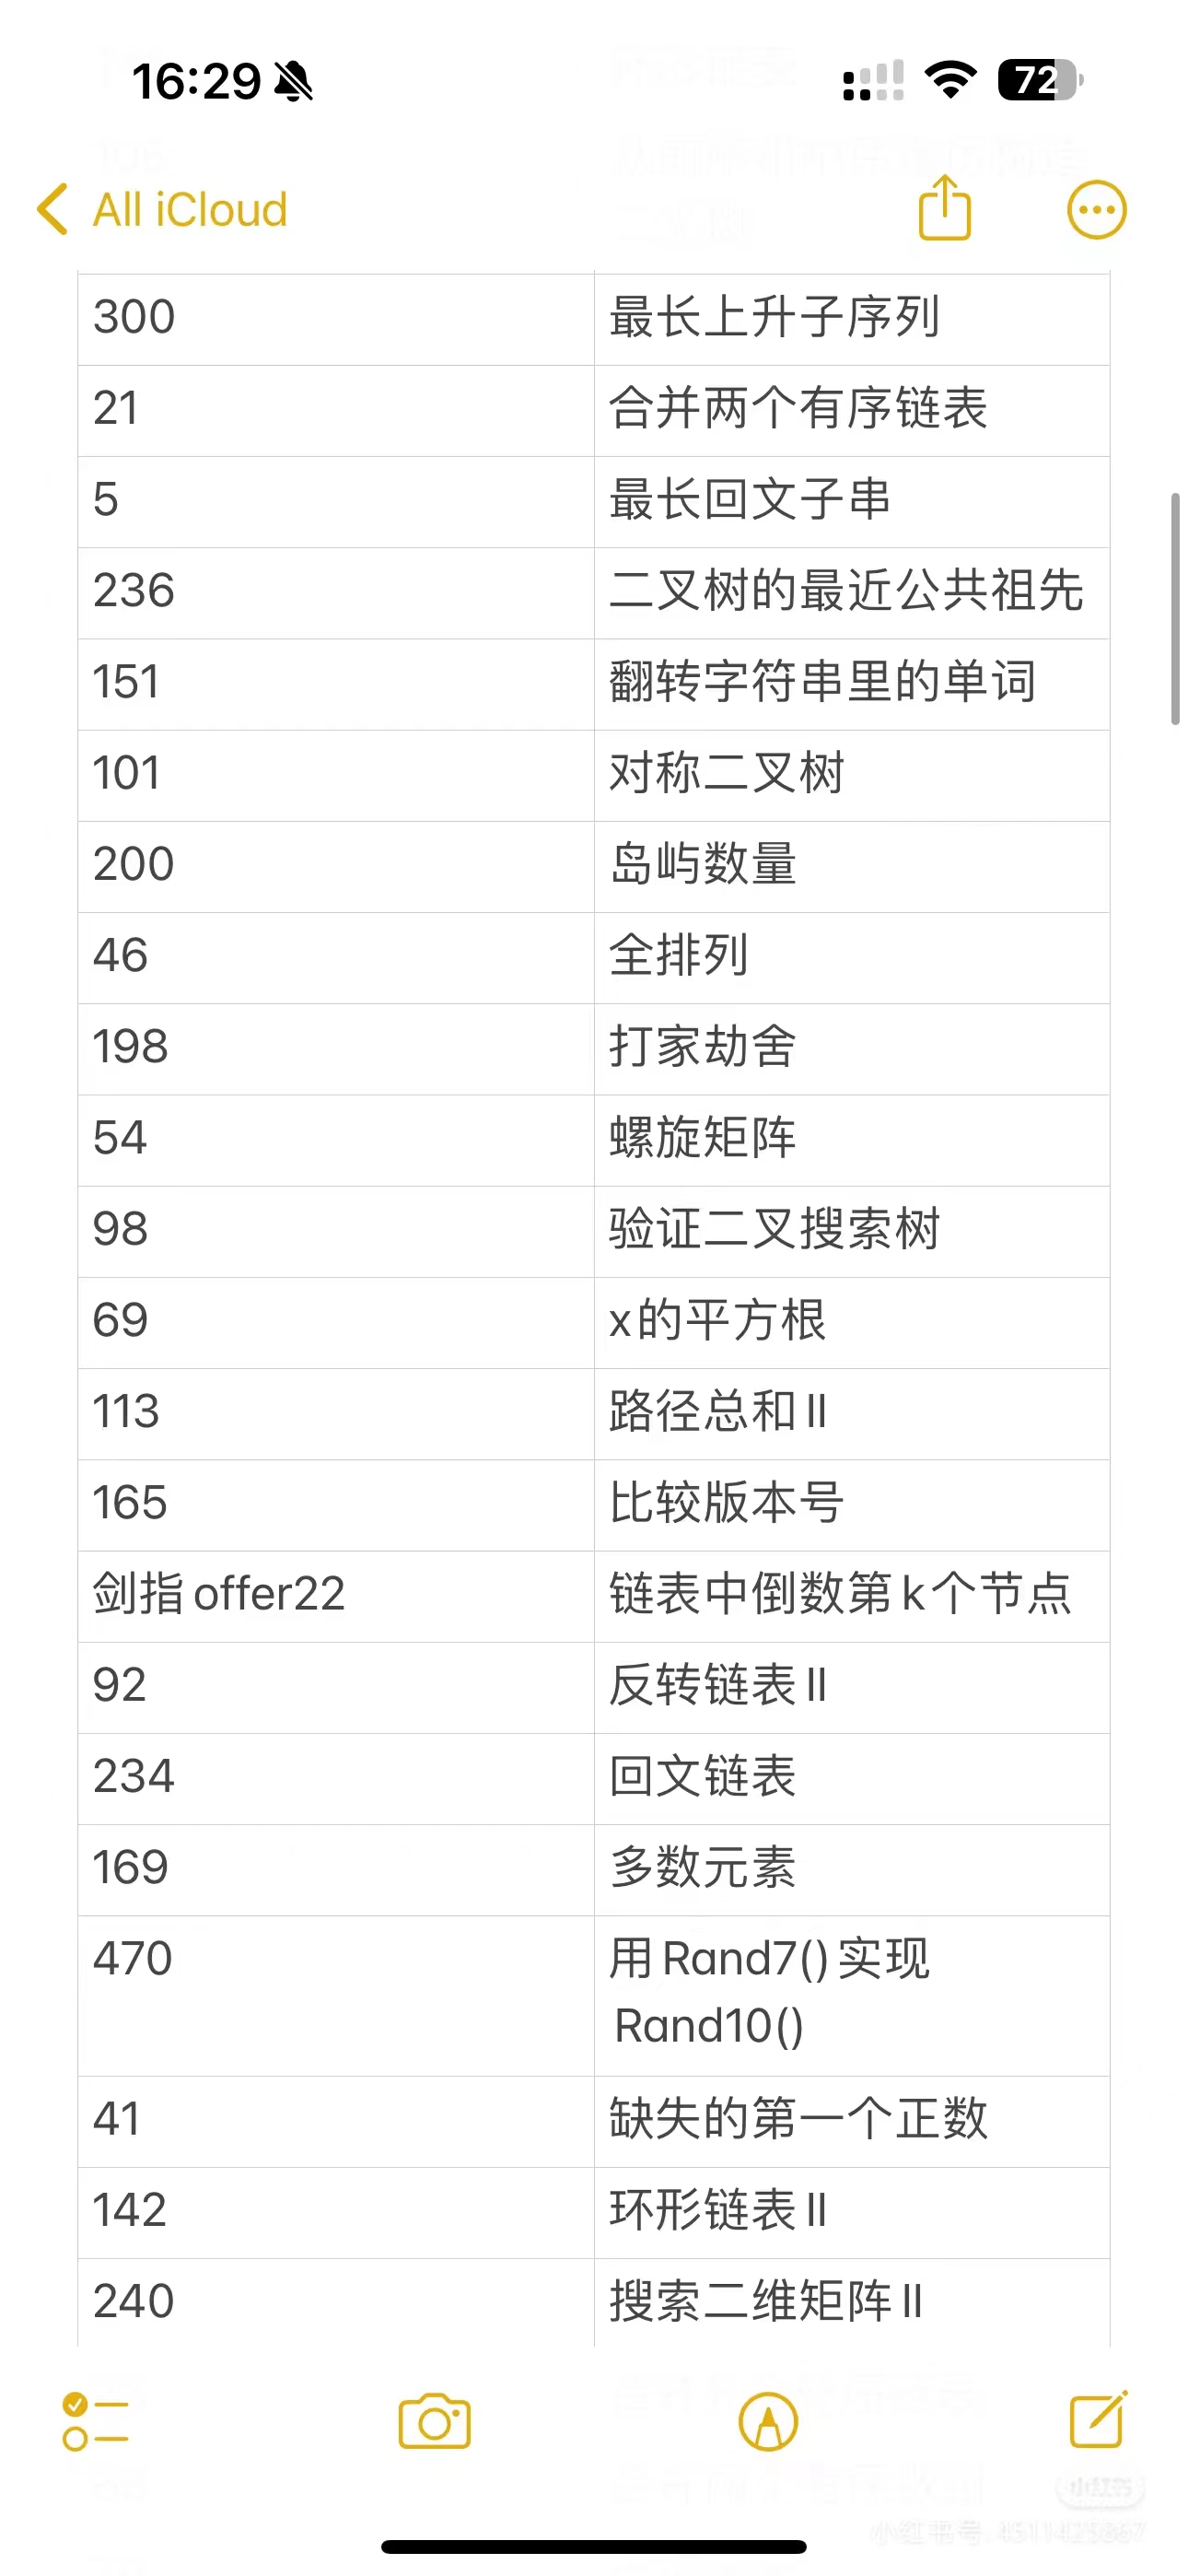 16:29
72
All iCloud
300 最长上升子序列
21 合并两个有序链表
5 最长回文子串
236 二叉树的最近公共祖先
151 翻转字符串里的单词
101 对称二叉树
200 岛屿数量
46 全排列
198 打家劫舍
54 螺旋矩阵
98 验证二叉搜索树
69 x的平方根
113 路径总和 II
165 比较版本号
剑指 offer22 链表中倒数第k个节点
92 反转链表 II
234 回文链表
169 多数元素
470 用 Rand7() 实现
Rand10()
41 缺失的第一个正数
142 环形链表 II
240 搜索二维矩阵 II
小红书